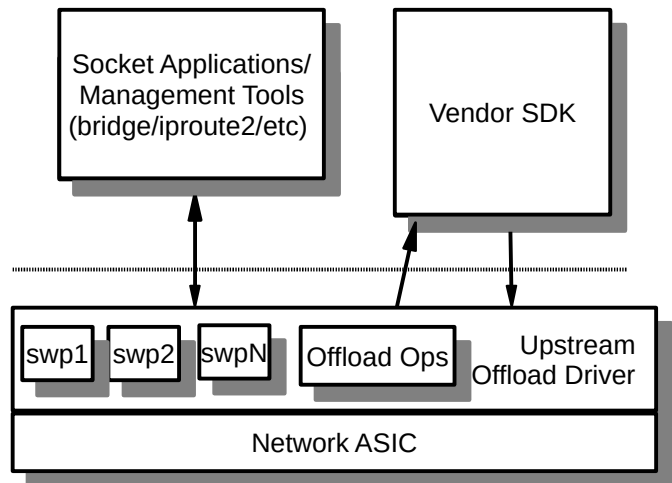 Socket Applications/
Management Tools
(bridge/iproute2/etc)
Vendor SDK
swp1
swp2
swpN
Offload Ops
Upstream
Offload Driver
Network ASIC